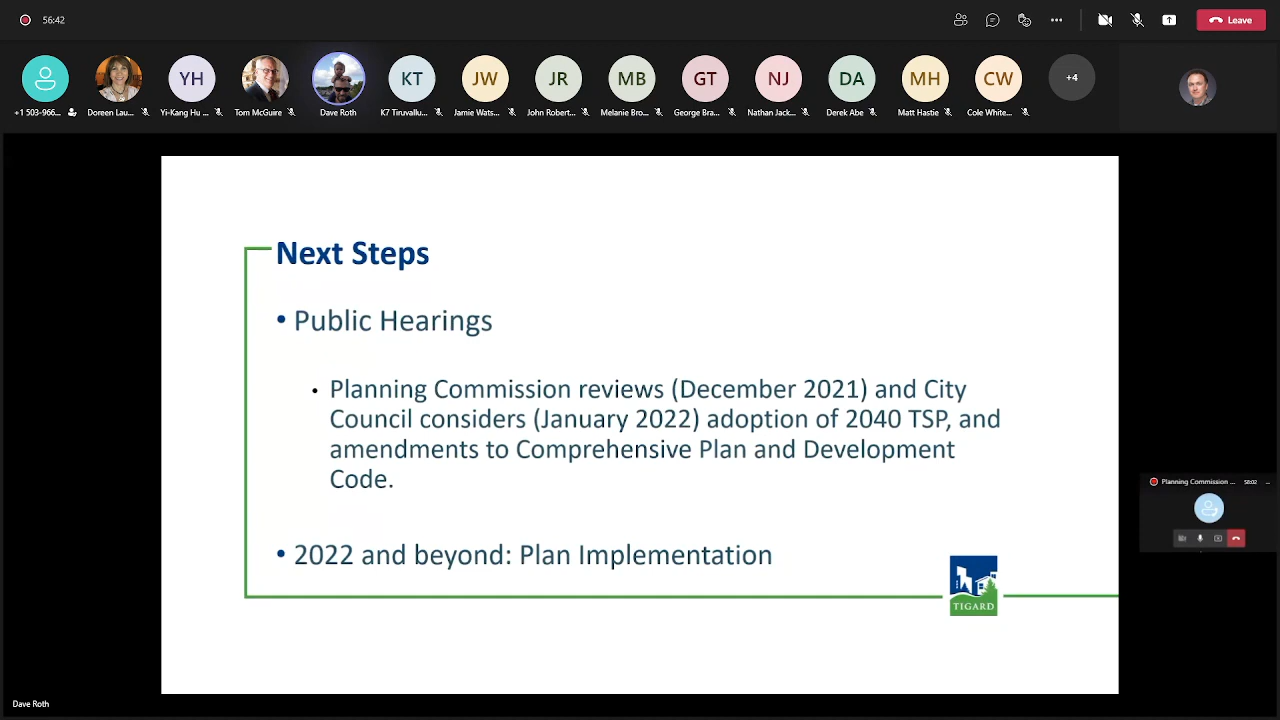 56:42
Leave
YH
KT
JW
JR
MB
GT
NJ
DA
MH
CW
+4
+1 503-966...
Doreen Lau...
Yi-Kang Hu ...
Tom McGuire
Dave Roth
K7 Tiruvallu...
Jamie Wats...
John Robert...
Melanie Bro...
George Bra...
Nathan Jack...
Derek Abe
Matt Hastie
Cole White...
Next Steps
• Public Hearings
• Planning Commission reviews (December 2021) and City
Council considers (January 2022) adoption of 2040 TSP, and
amendments to Comprehensive Plan and Development
Code.
Planning Commission ...
58:02
• 2022 and beyond: Plan Implementation
TIGARD
Dave Roth